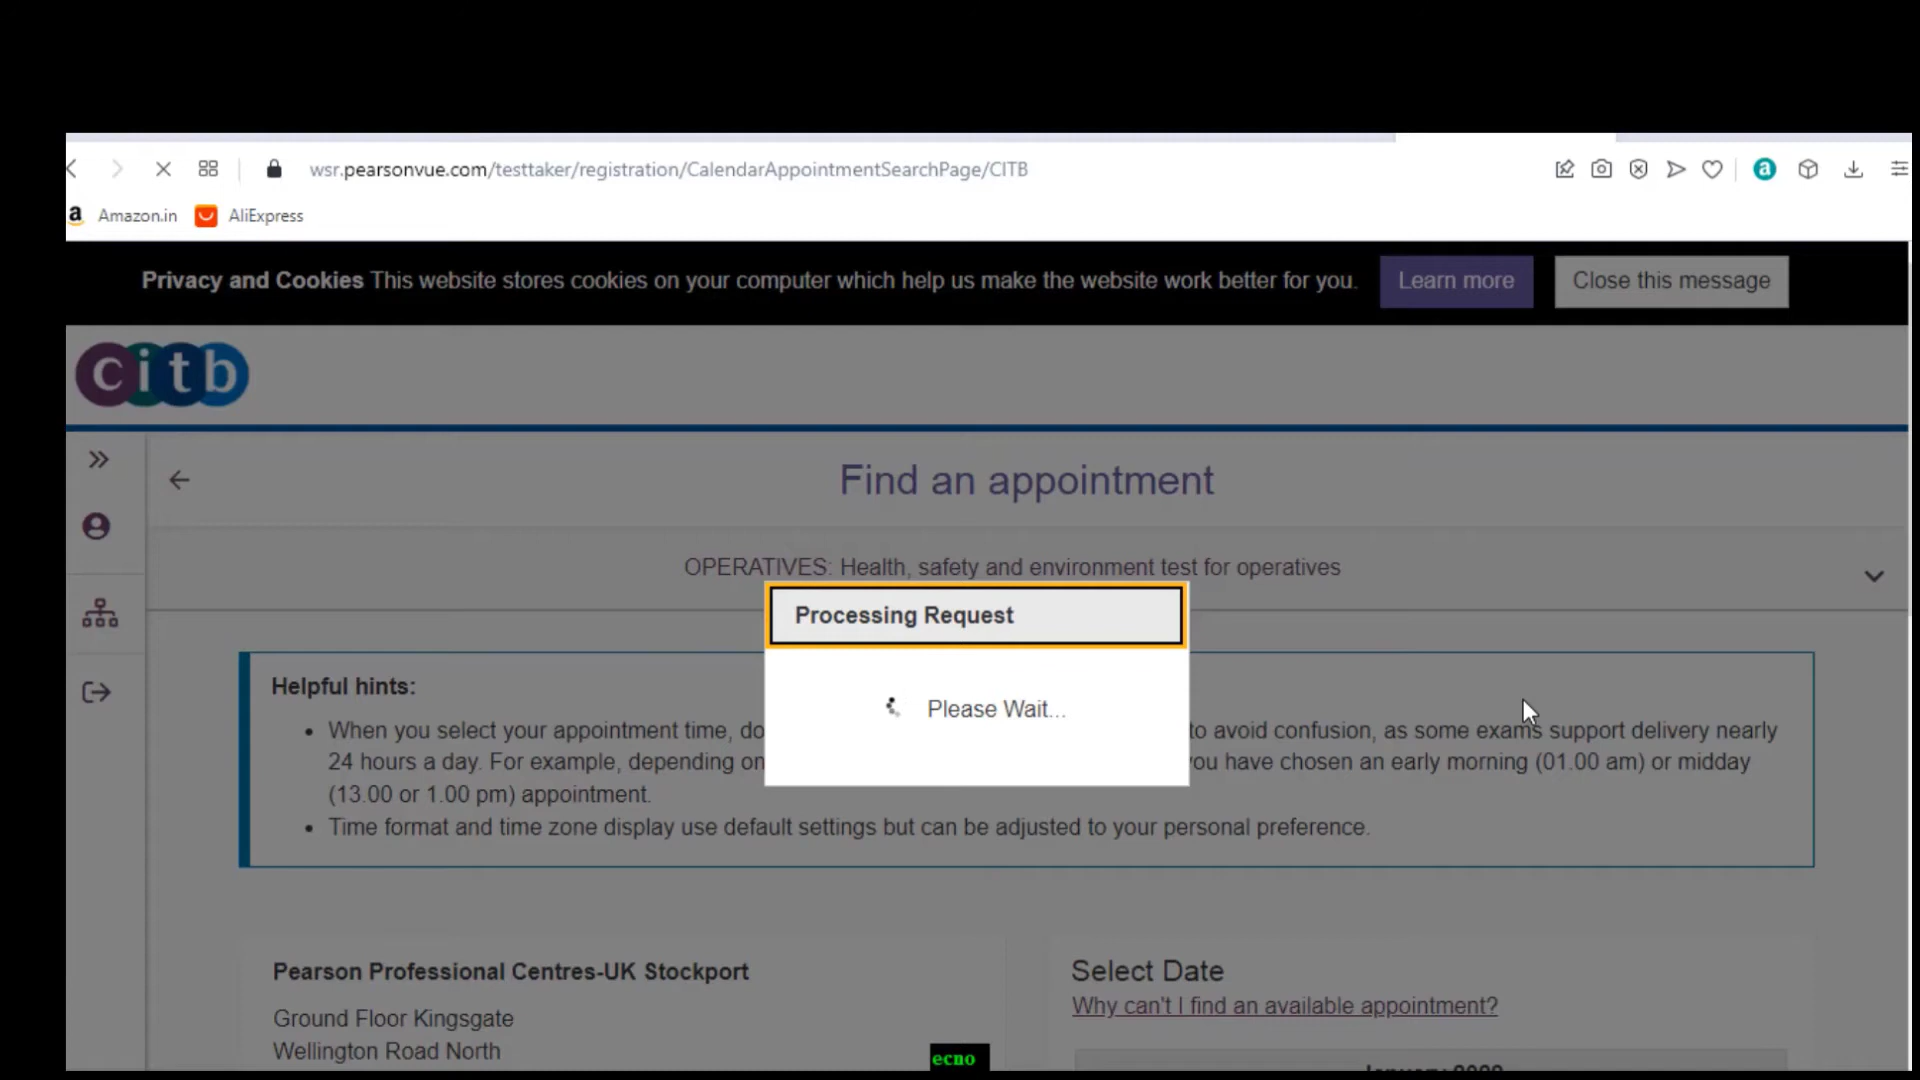 wsr.pearsonvue.com/testtaker/registration/CalendarAppointmentSearchPage/CITB
a
a Amazon.in AliExpress
Privacy and Cookies This website stores cookies on your computer which help us make the website work better for you. Learn more Close this message
citb
Find an appointment
OPERATIVES: Health, safety and environment test for operatives
Processing Request
Please Wait...
Helpful hints:
• When you select your appointment time, do to avoid confusion, as some exams support delivery nearly
24 hours a day. For example, depending on you have chosen an early morning (01.00 am) or midday
(13.00 or 1.00 pm) appointment.
• Time format and time zone display use default settings but can be adjusted to your personal preference.
Pearson Professional Centres-UK Stockport
Ground Floor Kingsgate
Wellington Road North
Select Date
Why can't I find an available appointment?
ecno